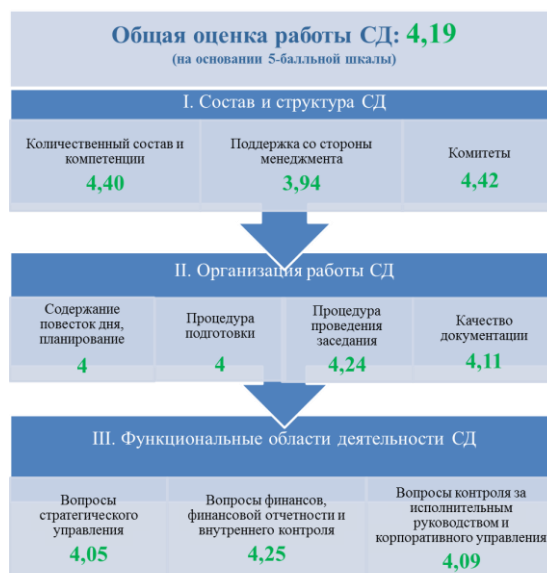 Общая оценка работы СД: 4,19
(на основании 5-балльной шкалы)
I. Состав и структура СД
Количественный состав и
компетенции
4,40
Поддержка со стороны
менеджмента
3,94
Комитеты
4,42
II. Организация работы СД
Содержание
повесток дня,
планирование
4
Процедура
подготовки
4
Процедура
проведения
заседания
4,24
Качество
документации
4,11
III. Функциональные области деятельности СД
Вопросы
стратегического
управления
4,05
Вопросы финансов,
финансовой отчетности и
внутреннего контроля
4,25
Вопросы контроля за
исполнительным
руководством и
корпоративного управления
4,09